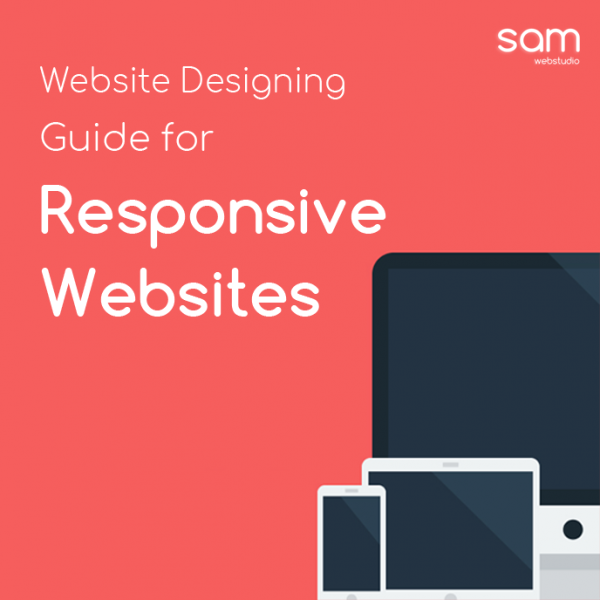 sam
webstudio
Website Designing
Guide for
Responsive
Websites